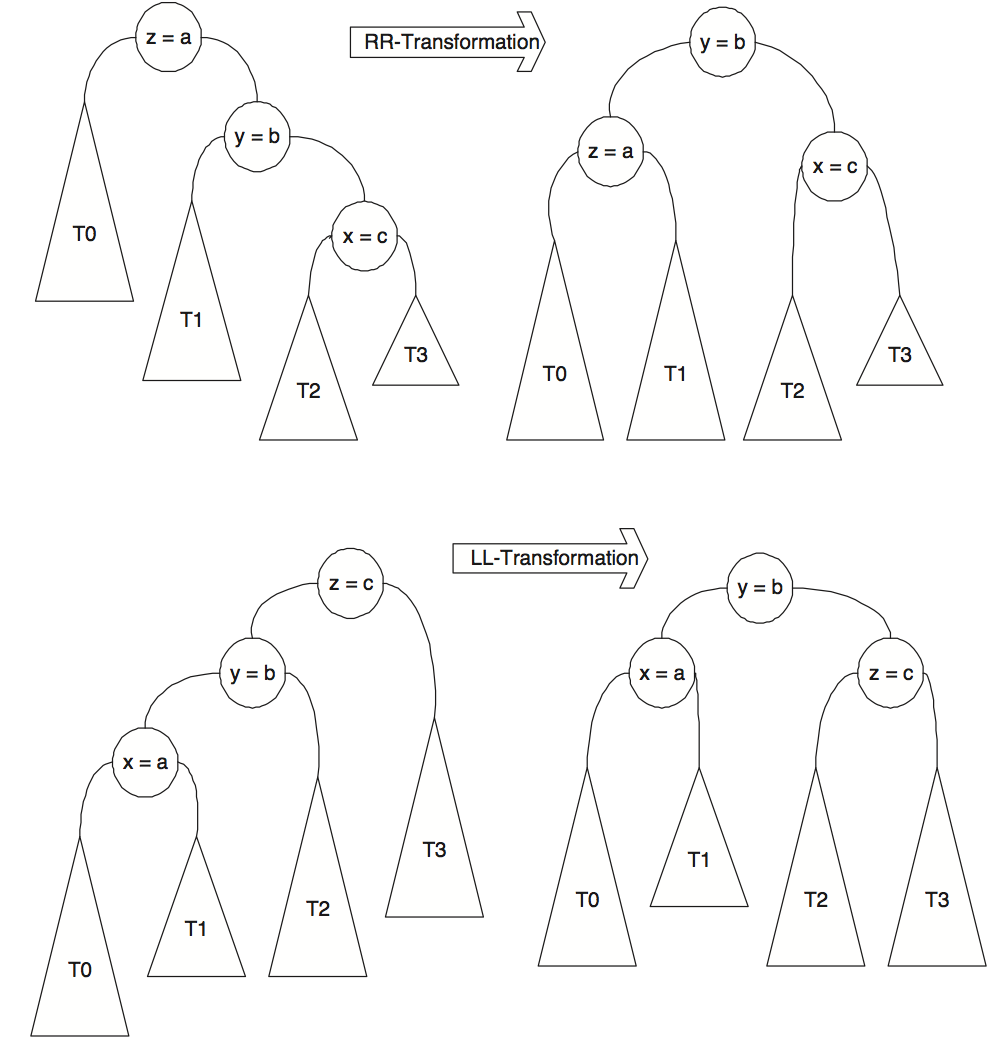 z = a
RR-Transformation
y = b
y = b
z = a
x = c
x = c
T0
T1
T3
T3
T2
T0
T1
T2
LL-Transformation
z = c
y = b
y = b
x = a
z = c
x = a
T3
T1
T2
T0
T2
T3
T1
T0